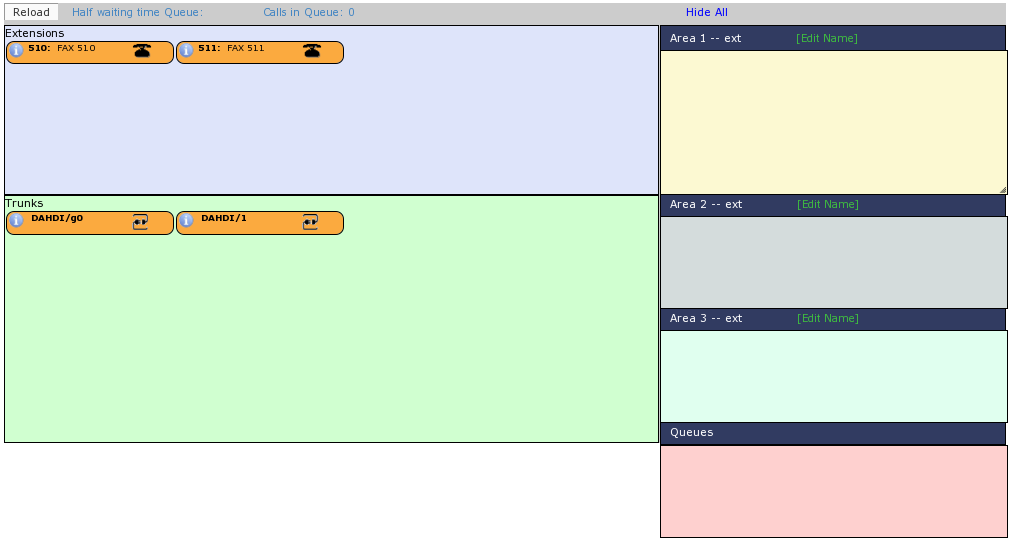 Reload Half waiting time Queue: Calls in Queue: 0 Hide All
Extensions
510: FAX 510 511: FAX 511
Trunks
DAHDI/g0 DAHDI/1
Area 1 -- ext [Edit Name]
Area 2 -- ext [Edit Name]
Area 3 -- ext [Edit Name]
Queues